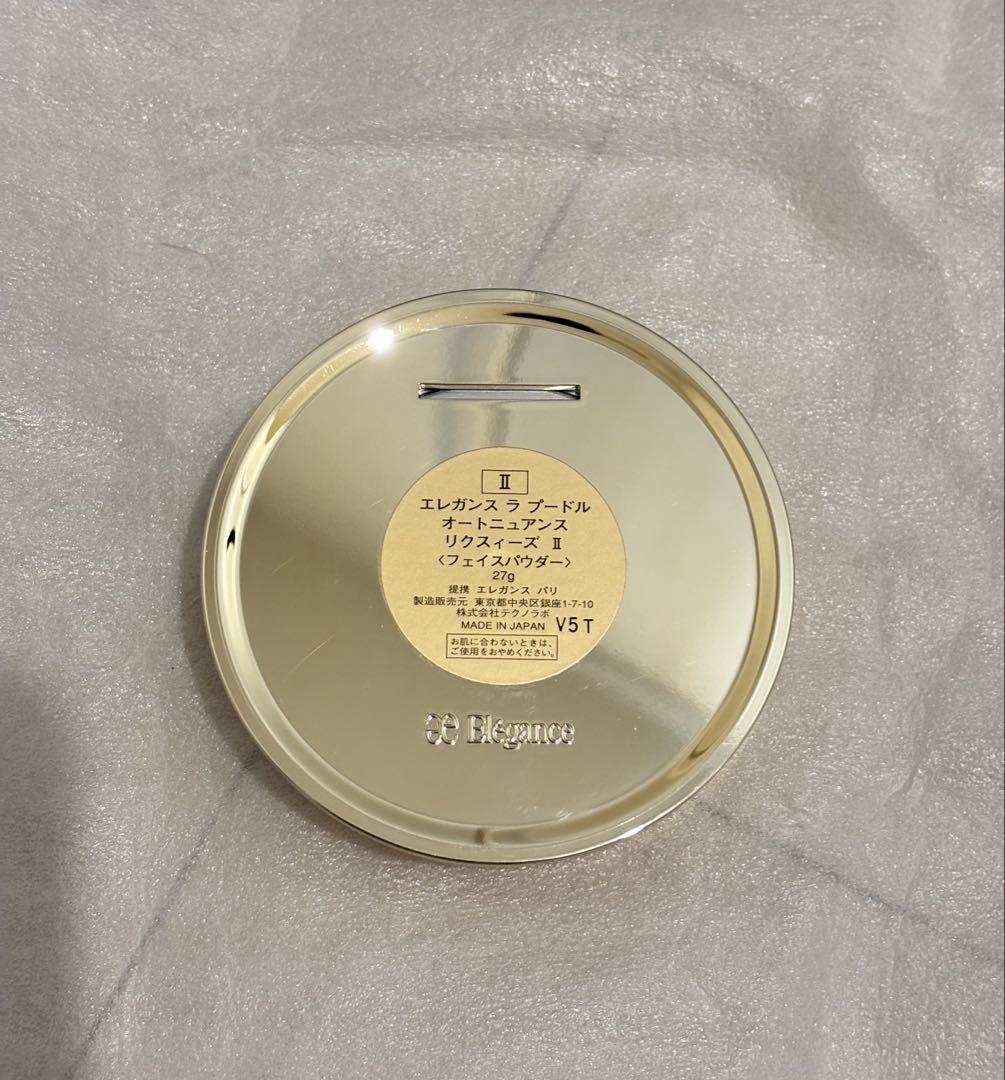 Ⅱ
エレガンス ラ プードル
オートニュアンス
リクスィーズ Ⅱ
〈フェイスパウダー〉
27g
提携 エレガンス パリ
製造販売元 東京都中央区銀座1-7-10
株式会社テクノラボ
MADE IN JAPAN V5T
お肌に合わないときは、
ご使用をおやめください。
Elégance